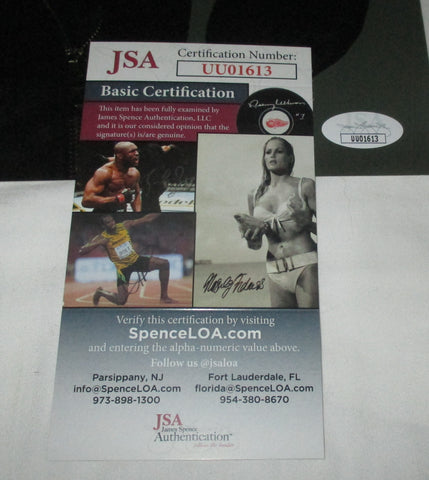 JSA
Certification Number:
UU01613
Basic Certification
This item has been fully examined by
James Spence Authentication, LLC
and it is our considered opinion that the
signature(s) is/are genuine.
UU01613
Verify this certification by visiting
SpenceLOA.com
and entering the alpha-numeric value above.
Follow us @jsaloa
Parsippany, NJ
info@SpenceLOA.com
973-898-1300
Fort Lauderdale, FL
florida@SpenceLOA.com
954-380-8670
JSA
James Spence
Authentication